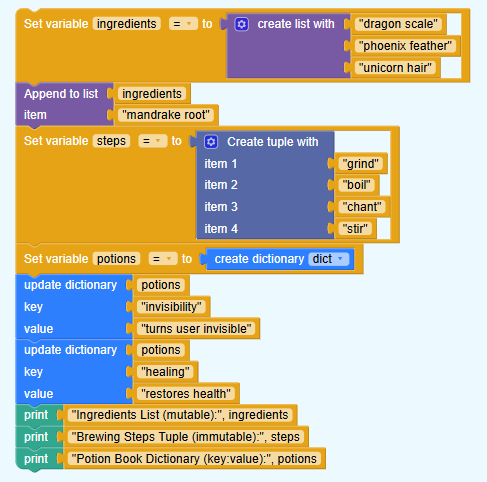 Set variable ingredients = to create list with "dragon scale"
"phoenix feather"
"unicorn hair"
Append to list ingredients
item "mandrake root"
Set variable steps = to Create tuple with
item 1 "grind"
item 2 "boil"
item 3 "chant"
item 4 "stir"
Set variable potions = to create dictionary dict
update dictionary potions
key "invisibility"
value "turns user invisible"
update dictionary potions
key "healing"
value "restores health"
print "Ingredients List (mutable):", ingredients
print "Brewing Steps Tuple (immutable):", steps
print "Potion Book Dictionary (key:value):", potions